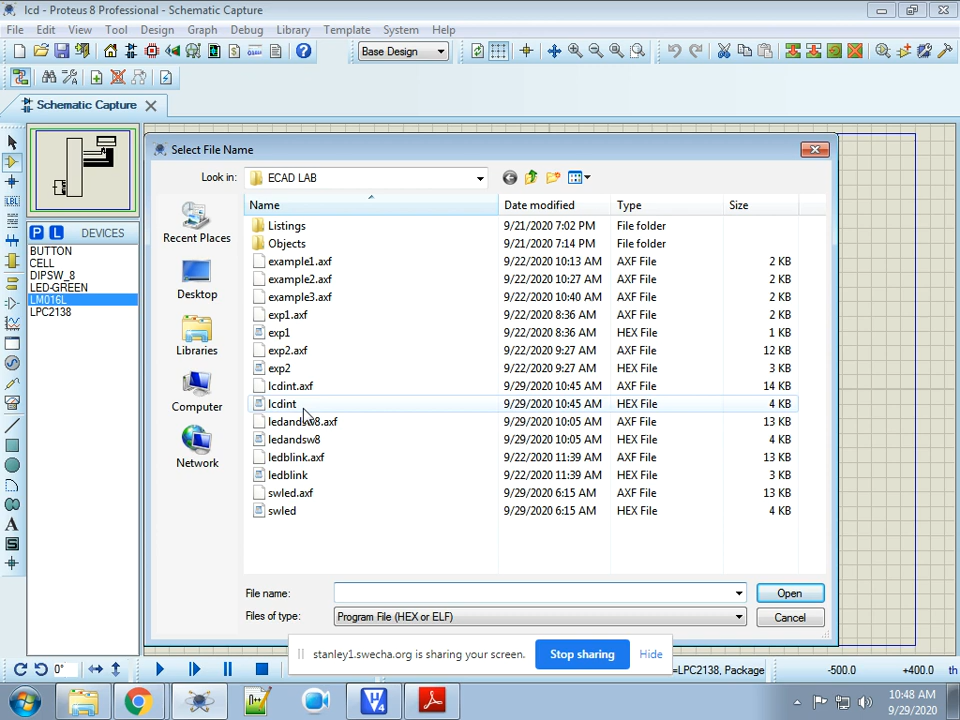 lcd - Proteus 8 Professional - Schematic Capture
File Edit View Tool Design Graph Debug Library Template System Help
Base Design
Schematic Capture
Select File Name
Look in: ECAD LAB
Name Date modified Type Size
Recent Places
Desktop
Libraries
Computer
Network
Listings 9/21/2020 7:02 PM File folder
Objects 9/21/2020 7:14 PM File folder
example1.axf 9/22/2020 10:13 AM AXF File 2 KB
example2.axf 9/22/2020 10:27 AM AXF File 2 KB
example3.axf 9/22/2020 10:40 AM AXF File 2 KB
exp1.axf 9/22/2020 8:36 AM AXF File 2 KB
exp1 9/22/2020 8:36 AM HEX File 1 KB
exp2.axf 9/22/2020 9:27 AM AXF File 12 KB
exp2 9/22/2020 9:27 AM HEX File 3 KB
lcdint.axf 9/29/2020 10:45 AM AXF File 14 KB
lcdint 9/29/2020 10:45 AM HEX File 4 KB
ledandsw8.axf 9/29/2020 10:05 AM AXF File 13 KB
ledandsw8 9/29/2020 10:05 AM HEX File 4 KB
ledblink.axf 9/22/2020 11:39 AM AXF File 13 KB
ledblink 9/22/2020 11:39 AM HEX File 3 KB
swled.axf 9/29/2020 6:15 AM AXF File 13 KB
swled 9/29/2020 6:15 AM HEX File 4 KB
File name: Open
Files of type: Program File (HEX or ELF) Cancel
P L DEVICES
BUTTON
CELL
DIPSW_8
LED-GREEN
LM016L
LPC2138
LBL
A
S
stanley1.swecha.org is sharing your screen. Stop sharing Hide
0°
=LPC2138, Package -500.0 +400.0 th
10:48 AM
9/29/2020